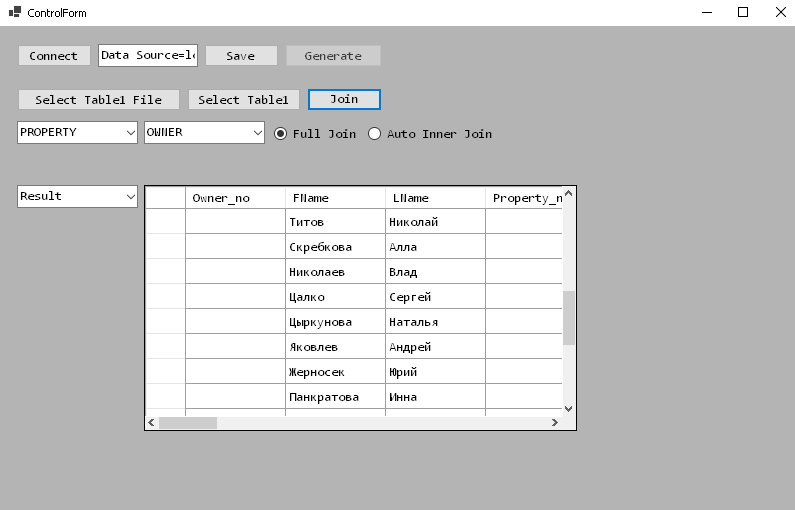 ControlForm
Connect Data Source=lo Save Generate
Select Table1 File Select Table1 Join
PROPERTY OWNER Full Join Auto Inner Join
Result Owner_no FName LName Property_n
Титов Николай
Скребкова Алла
Николаев Влад
Цалко Сергей
Цыркунова Наталья
Яковлев Андрей
Жерносек Юрий
Панкратова Инна